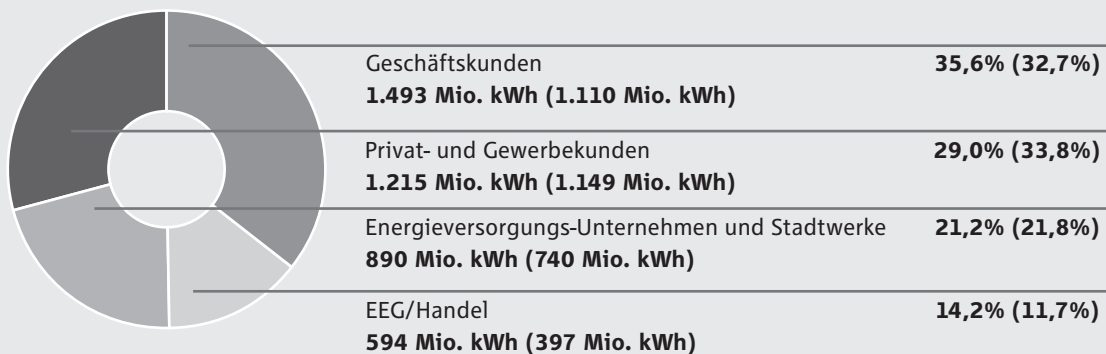 Geschäftskunden 35,6% (32,7%)
1.493 Mio. kWh (1.110 Mio. kWh)
Privat- und Gewerbekunden 29,0% (33,8%)
1.215 Mio. kWh (1.149 Mio. kWh)
Energieversorgungs-Unternehmen und Stadtwerke 21,2% (21,8%)
890 Mio. kWh (740 Mio. kWh)
EEG/Handel 14,2% (11,7%)
594 Mio. kWh (397 Mio. kWh)